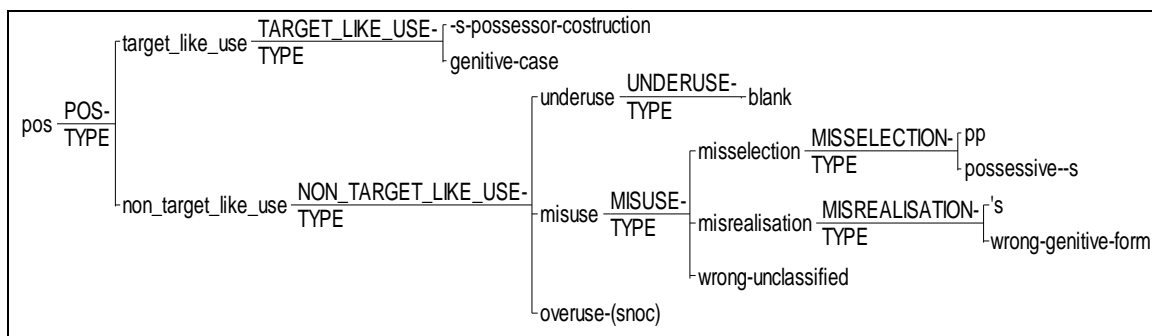 pos
POS-
TYPE
target_like_use
TARGET_LIKE_USE-
TYPE
-s-possessor-costruction
genitive-case
non_target_like_use
NON_TARGET_LIKE_USE-
TYPE
underuse
UNDERUSE-
TYPE
blank
misuse
MISUSE-
TYPE
misselection
MISSELECTION-
TYPE
pp
possessive--s
misrealisation
MISREALISATION-
TYPE
's
wrong-genitive-form
wrong-unclassified
overuse-(snoc)